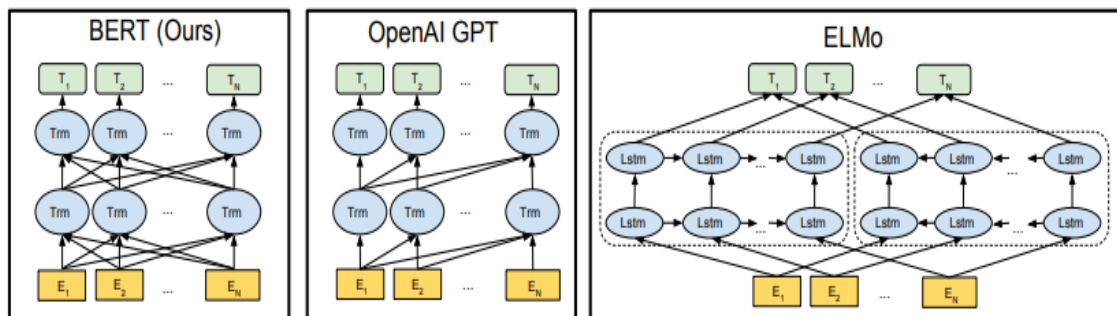 BERT (Ours)
T1 T2 ... TN
Trm Trm ... Trm
Trm Trm ... Trm
E1 E2 ... EN
OpenAI GPT
T1 T2 ... TN
Trm Trm ... Trm
Trm Trm ... Trm
E1 E2 ... EN
ELMo
T1 T2 ... TN
Lstm Lstm ... Lstm Lstm Lstm ... Lstm
Lstm Lstm ... Lstm Lstm Lstm ... Lstm
E1 E2 ... EN